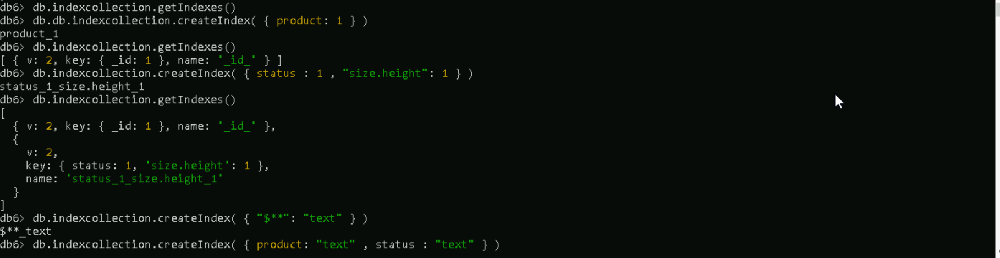 db6> db.indexcollection.getIndexes()
db6> db.db.indexcollection.createIndex( { product: 1 } )
product_1
db6> db.indexcollection.getIndexes()
[ { v: 2, key: { _id: 1 }, name: '_id_' } ]
db6> db.indexcollection.createIndex( { status : 1 , "size.height": 1 } )
status_1_size.height_1
db6> db.indexcollection.getIndexes()
[
  { v: 2, key: { _id: 1 }, name: '_id_' },
  {
    v: 2,
    key: { status: 1, 'size.height': 1 },
    name: 'status_1_size.height_1'
  }
]
db6> db.indexcollection.createIndex( { "$**": "text" } )
$**_text
db6> db.indexcollection.createIndex( { product: "text" , status : "text" } )